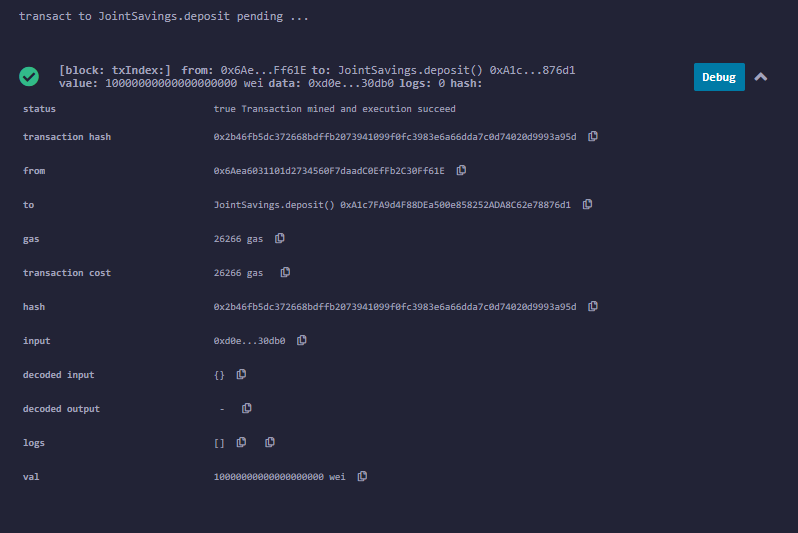 transact to JointSavings.deposit pending ...
[block: txIndex:] from: 0x6Ae...Ff61E to: JointSavings.deposit() 0xA1c...876d1
value: 10000000000000000000 wei data: 0xd0e...30db0 logs: 0 hash:
Debug
status true Transaction mined and execution succeed
transaction hash 0x2b46fb5dc372668bdffb2073941099f0fc3983e6a66dda7c0d74020d9993a95d
from 0x6Aea6031101d2734560F7daadC0EfFb2C30Ff61E
to JointSavings.deposit() 0xA1c7FA9d4F88DEa500e858252ADA8C62e78876d1
gas 26266 gas
transaction cost 26266 gas
hash 0x2b46fb5dc372668bdffb2073941099f0fc3983e6a66dda7c0d74020d9993a95d
input 0xd0e...30db0
decoded input {}
decoded output -
logs []
val 10000000000000000000 wei